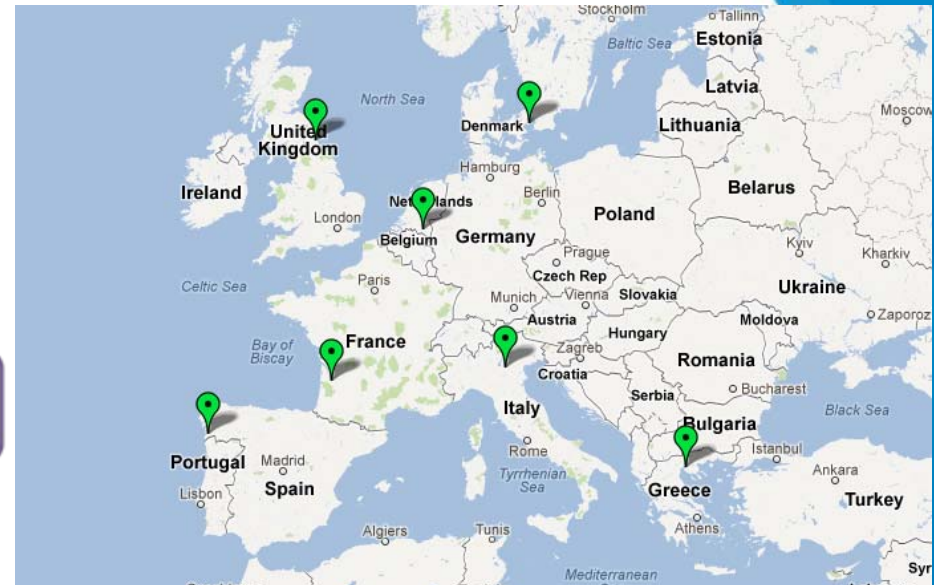 Stockholm
Tallinn
Baltic Sea
Estonia
North Sea
Latvia
Moscow
United
Kingdom
Denmark
Lithuania
Hamburg
Ireland
Berlin
Belarus
London
Belgium
Germany
Poland
Prague
Kyiv
Kharkiv
Celtic Sea
Paris
Czech Rep
Ukraine
Munich
Vienna
Slovakia
Austria
Moldova
Zaporoz
Bay of
Biscay
France
Hungary
Zagreb
Romania
Croatia
Serbia
Bucharest
Italy
Black Sea
Bulgaria
Portugal
Madrid
Rome
Istanbul
Tyrrhenian
Sea
Ankara
Lisbon
Spain
Greece
Turkey
Athens
Algiers
Tunis
Mediterranean
Syr